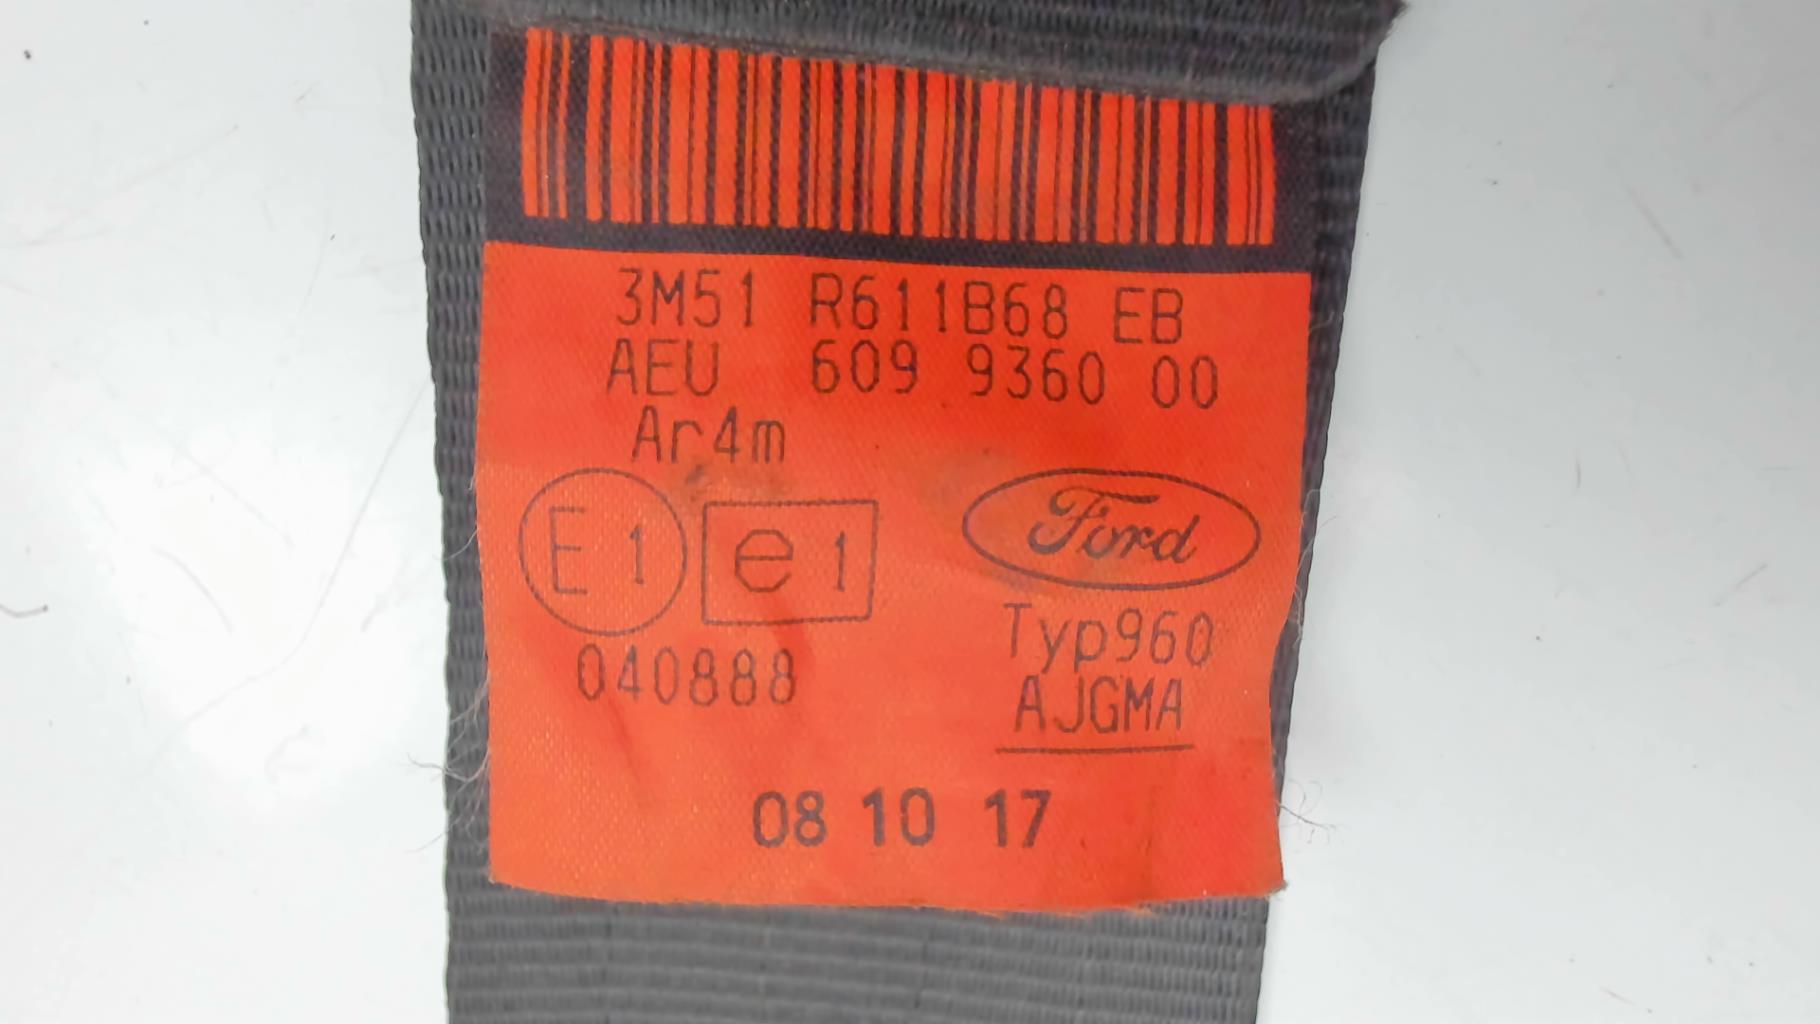 3M51 R611B68 EB
AEU 609 9360 00
Ar4m
E 1 e 1 Ford
Typ960
040888 AJGMA
08 10 17